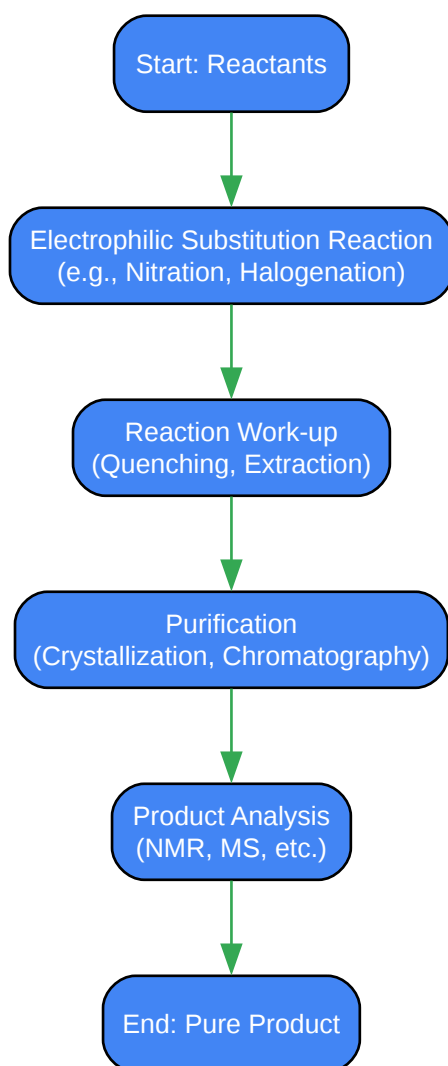 Start: Reactants
Electrophilic Substitution Reaction
(e.g., Nitration, Halogenation)
Reaction Work-up
(Quenching, Extraction)
Purification
(Crystallization, Chromatography)
Product Analysis
(NMR, MS, etc.)
End: Pure Product